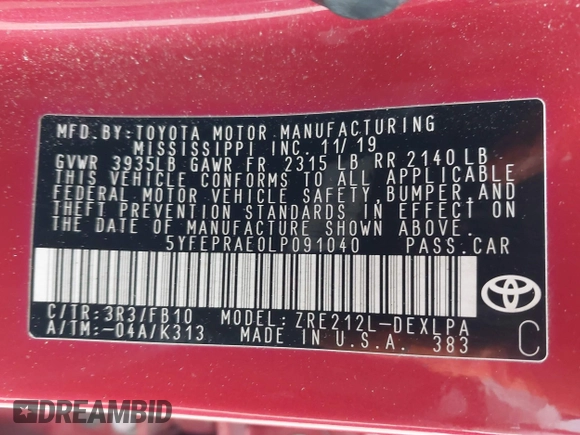 MFD. BY: TOYOTA MOTOR MANUFACTURING
MISSISSIPPI INC. 11/19
GVWR 3935LB GAWR FR 2315LB RR 2140LB
THIS VEHICLE CONFORMS TO ALL APPLICABLE
FEDERAL MOTOR VEHICLE SAFETY, BUMPER, AND
THEFT PREVENTION STANDARDS IN EFFECT ON
THE DATE OF MANUFACTURE SHOWN ABOVE.
5YFEPRAE0LP091040 PASS. CAR
C/TR: 3R3/FB10 MODEL: ZRE212L-DEXLPA
A/TM: -04A/K313 MADE IN U.S.A. 383
C
DREAMBID